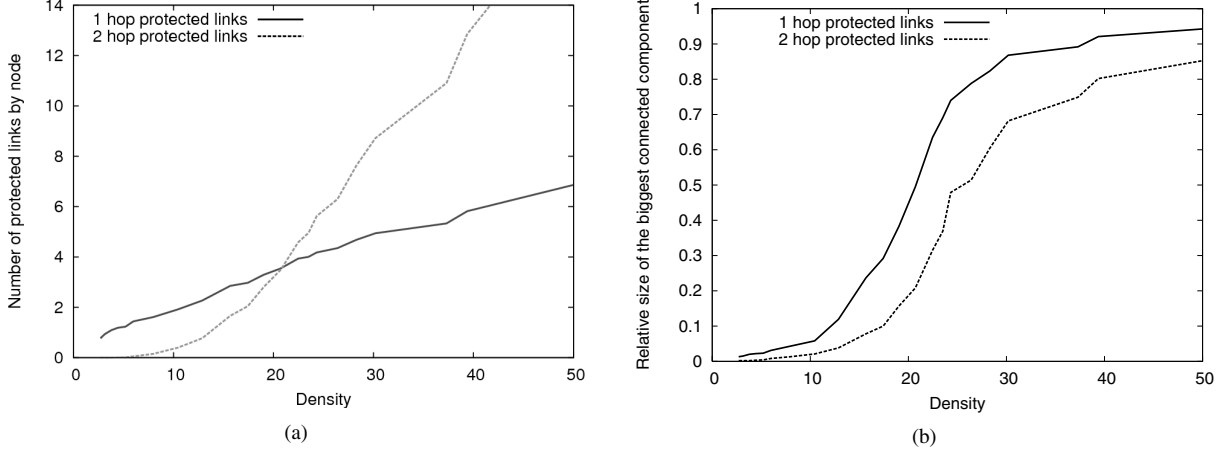 Number of protected links by node
1 hop protected links
2 hop protected links
14
12
10
8
6
4
2
0
0 10 20 30 40 50
Density
(a)
Relative size of the biggest connected component
1 hop protected links
2 hop protected links
1
0.9
0.8
0.7
0.6
0.5
0.4
0.3
0.2
0.1
0
0 10 20 30 40 50
Density
(b)